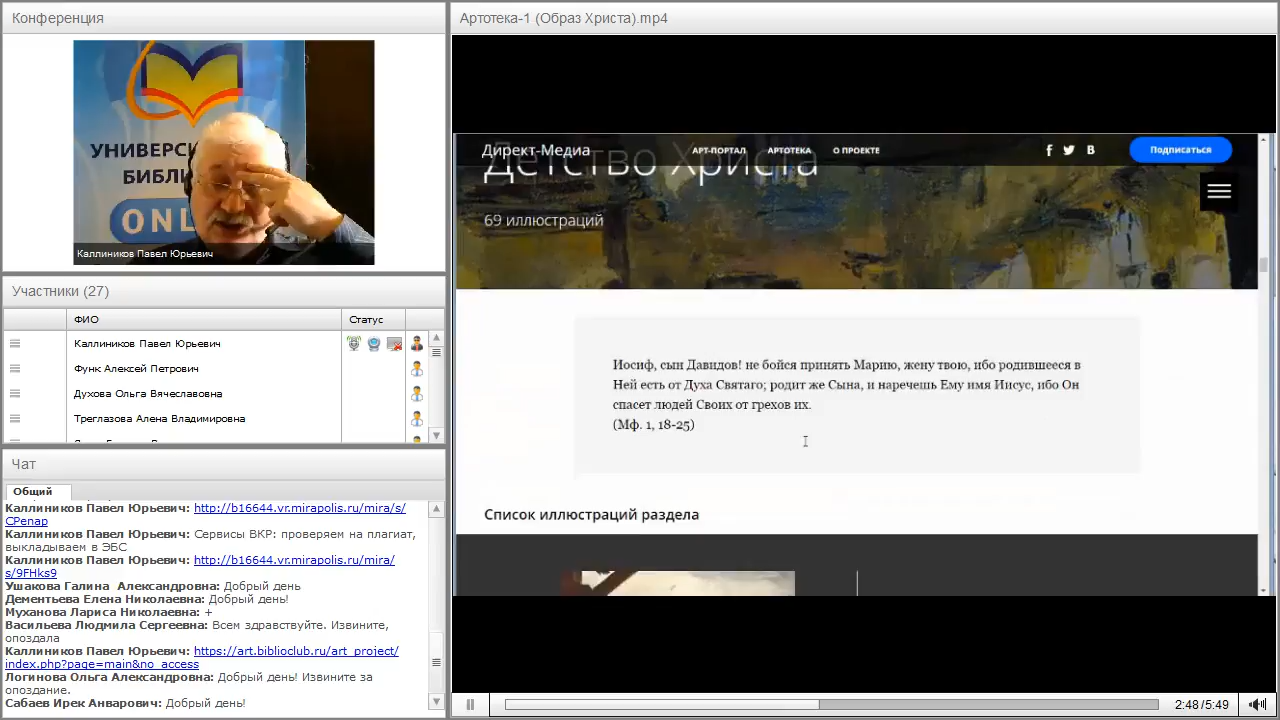 Конференция
УНИВЕРС
БИБЛИ
ONL
Каллиников Павел Юрьевич
Участники (27)
ФИО
Статус
Каллиников Павел Юрьевич
Функ Алексей Петрович
Духова Ольга Вячеславовна
Треглазова Алена Владимировна
Чат
Общий
Каллиников Павел Юрьевич: http://b16644.vr.mirapolis.ru/mira/s/
CPenap
Каллиников Павел Юрьевич: Сервисы ВКР: проверяем на плагиат,
выкладываем в ЭБС
Каллиников Павел Юрьевич: http://b16644.vr.mirapolis.ru/mira/
s/9FHks9
Ушакова Галина Александровна: Добрый день
Дементьева Елена Николаевна: Добрый день!
Муханова Лариса Николаевна: +
Васильева Людмила Сергеевна: Всем здравствуйте. Извините,
опоздала
Каллиников Павел Юрьевич: https://art.biblioclub.ru/art_project/
index.php?page=main&no_access
Логинова Ольга Александровна: Добрый день! Извините за
опоздание.
Сабаев Ирек Анварович: Добрый день!
Артотека-1 (Образ Христа).mp4
Директ-Медиа
АРТ-ПОРТАЛ
АРТОТЕКА
О ПРОЕКТЕ
f
B
Подписаться
Детство Христа
69 иллюстраций
Иосиф, сын Давидов! не бойся принять Марию, жену твою, ибо родившееся в
Ней есть от Духа Святаго; родит же Сына, и наречешь Ему имя Иисус, ибо Он
спасет людей Своих от грехов их.
(Мф. 1, 18-25)
Список иллюстраций раздела
2:48/5:49